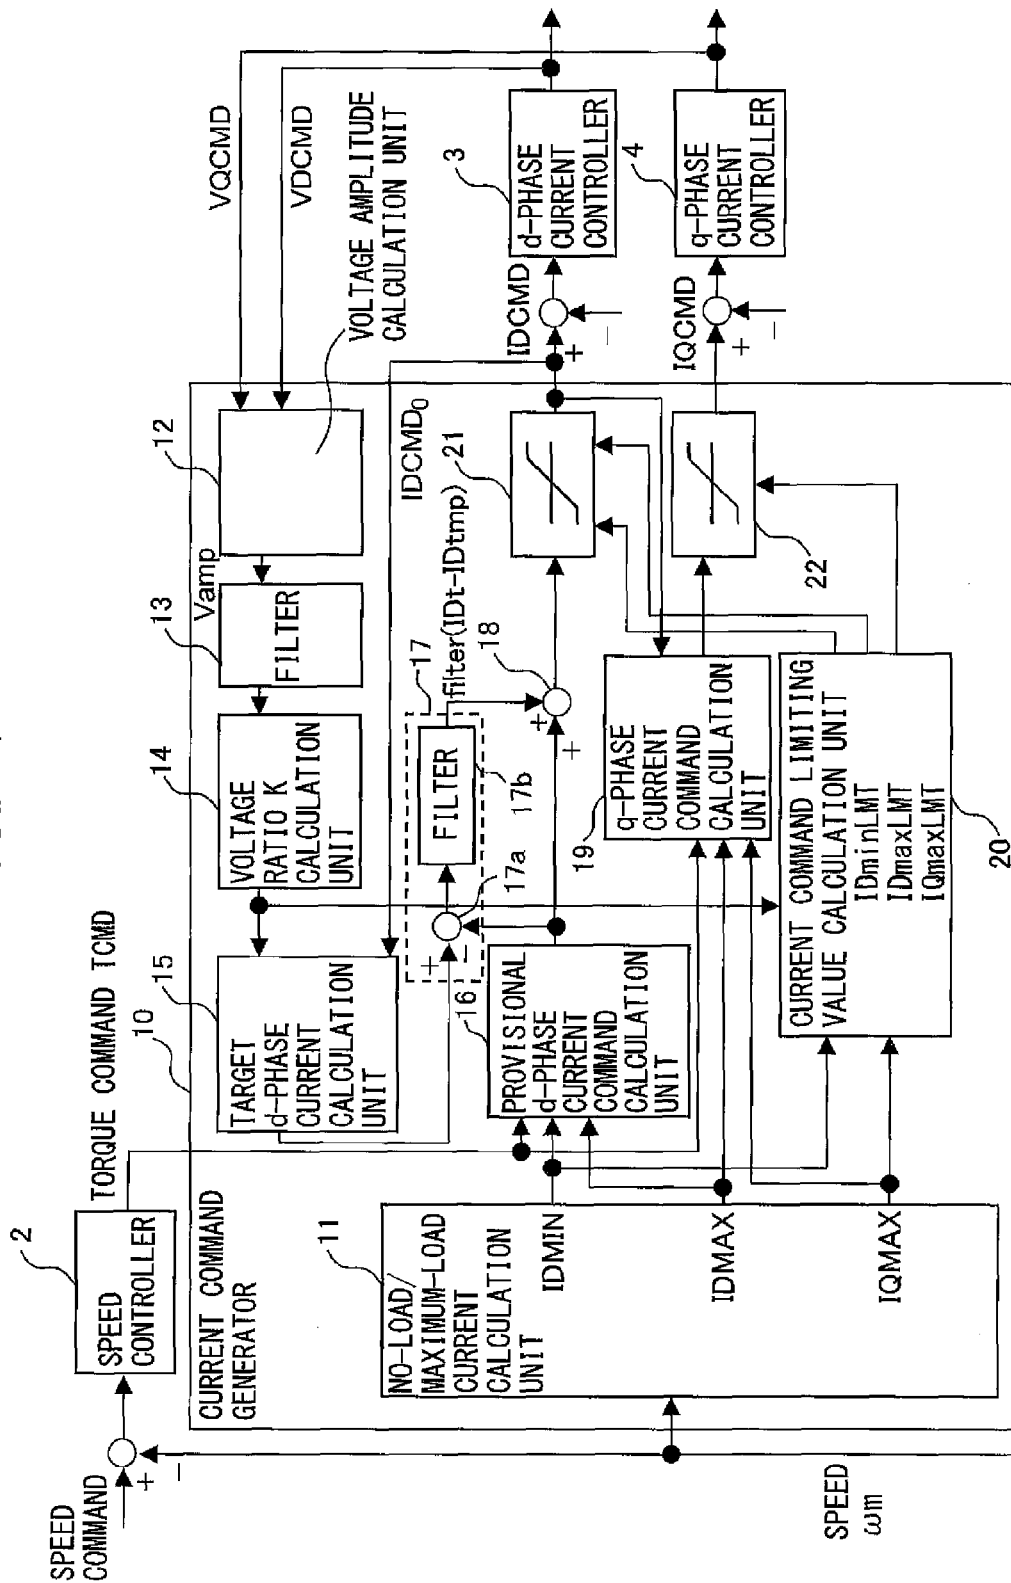 SPEED
COMMAND
+
−
2
SPEED
CONTROLLER
TORQUE COMMAND TCMD
10
CURRENT COMMAND
GENERATOR
15
TARGET
d-PHASE
CURRENT
CALCULATION
UNIT
14
VOLTAGE
RATIO K
CALCULATION
UNIT
13
FILTER
Vamp
12
VQCMD
VDCMD
VOLTAGE AMPLITUDE
CALCULATION UNIT
IDCMD0
17
FILTER
17a
17b
+
−
filter(IDt-IDtmp)
18
+
+
21
16
PROVISIONAL
d-PHASE
CURRENT
COMMAND
CALCULATION
UNIT
11
NO-LOAD/
MAXIMUM-LOAD
CURRENT
CALCULATION
UNIT
IDMIN
IDMAX
IQMAX
19
q-PHASE
CURRENT
COMMAND
CALCULATION
UNIT
22
CURRENT COMMAND LIMITING
VALUE CALCULATION UNIT
IDminLMT
IDmaxLMT
IQmaxLMT
20
IDCMD
+
−
3
d-PHASE
CURRENT
CONTROLLER
IQCMD
+
−
4
q-PHASE
CURRENT
CONTROLLER
SPEED
ωm